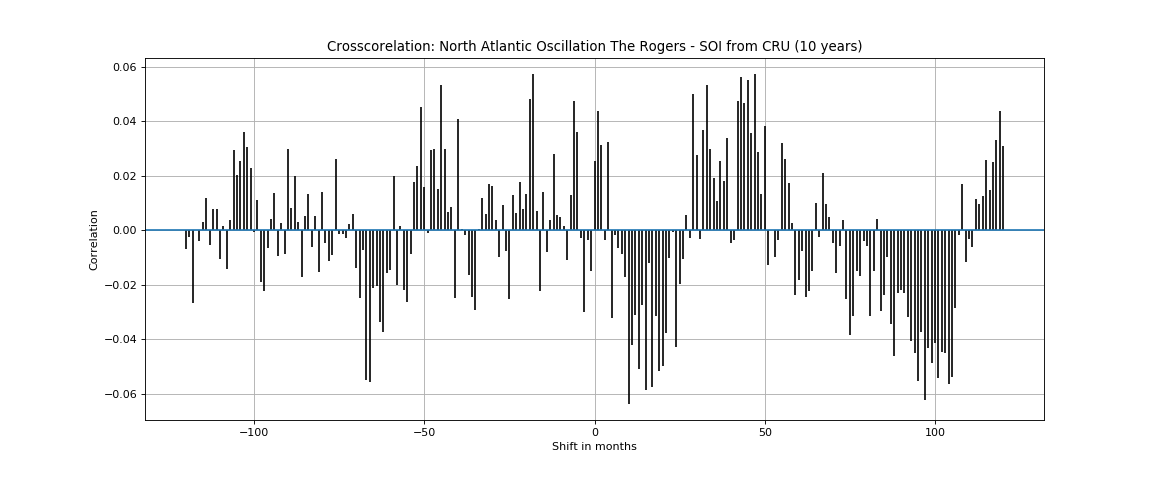 Crosscorelation: North Atlantic Oscillation The Rogers - SOI from CRU (10 years)
0.06
0.04
0.02
0.00
−0.02
−0.04
−0.06
Correlation
−100 −50 0 50 100
Shift in months